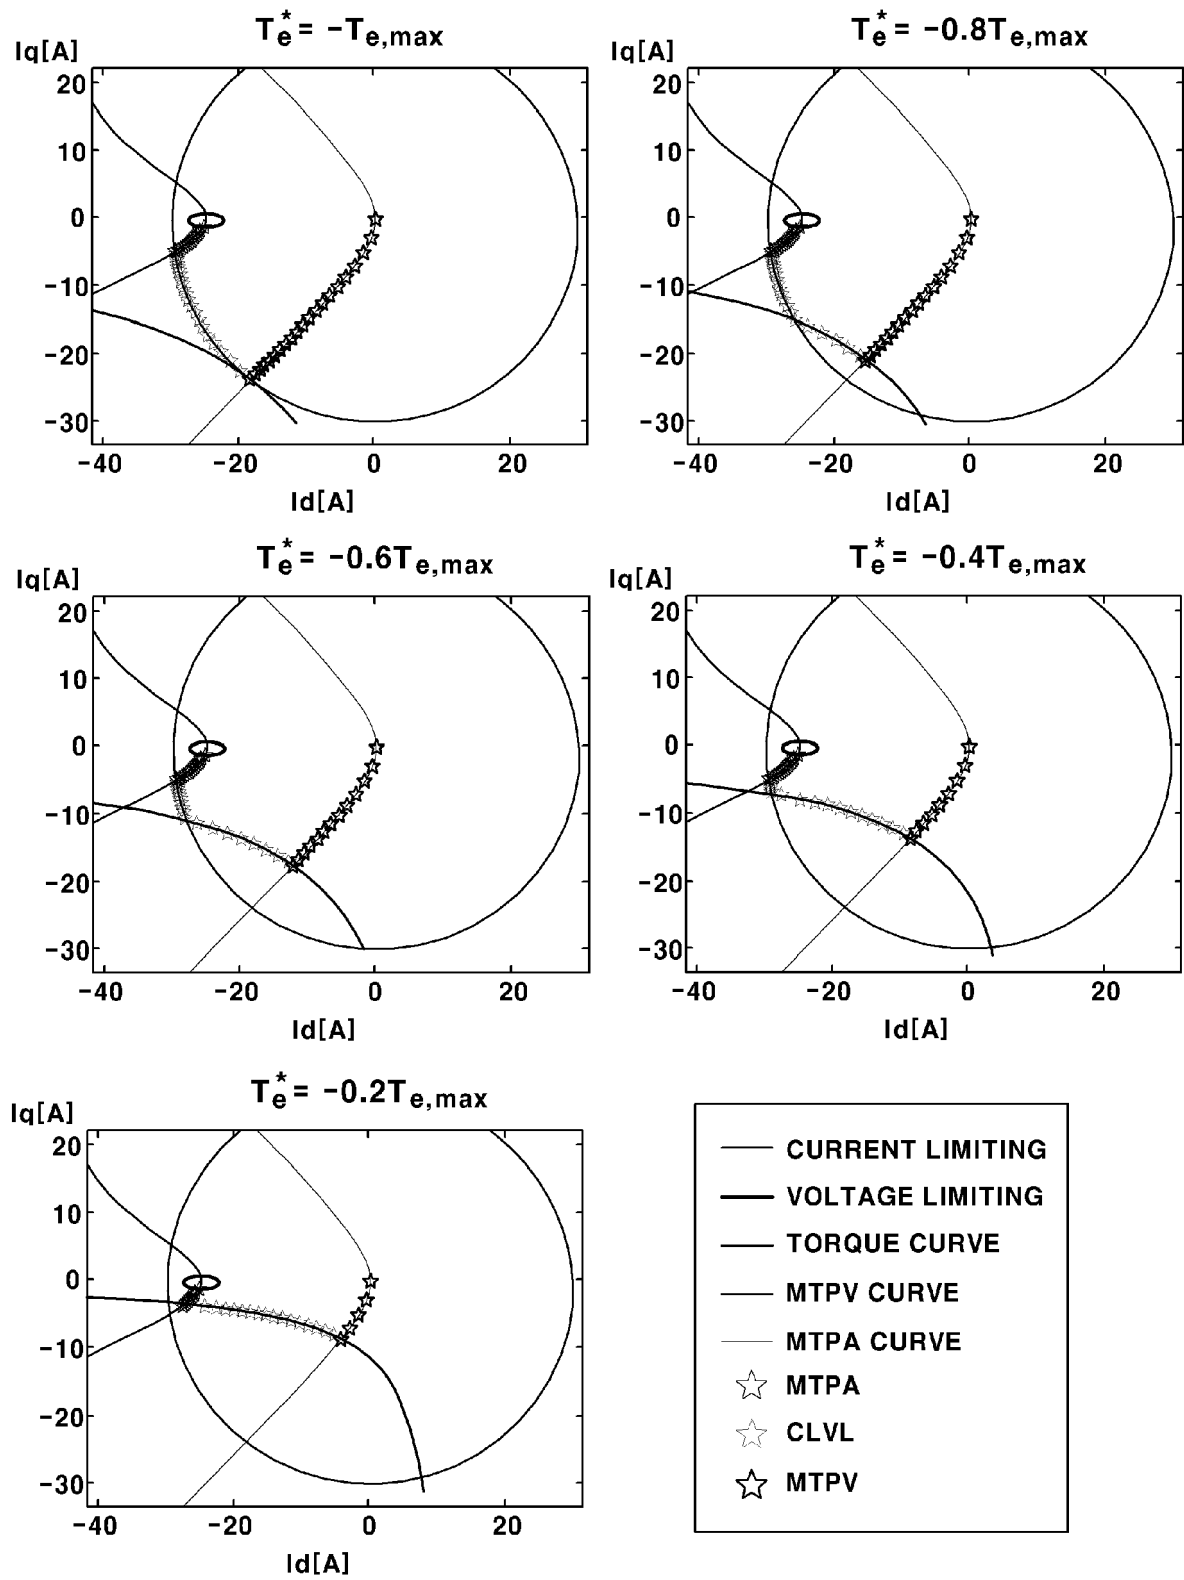 T*e = −Te,max
Iq[A]
20
10
0
−10
−20
−30
−40 −20 0 20
Id[A]
T*e = −0.8Te,max
Iq[A]
20
10
0
−10
−20
−30
−40 −20 0 20
Id[A]
T*e = −0.6Te,max
Iq[A]
20
10
0
−10
−20
−30
−40 −20 0 20
Id[A]
T*e = −0.4Te,max
Iq[A]
20
10
0
−10
−20
−30
−40 −20 0 20
Id[A]
T*e = −0.2Te,max
Iq[A]
20
10
0
−10
−20
−30
−40 −20 0 20
Id[A]
CURRENT LIMITING
VOLTAGE LIMITING
TORQUE CURVE
MTPV CURVE
MTPA CURVE
MTPA
CLVL
MTPV